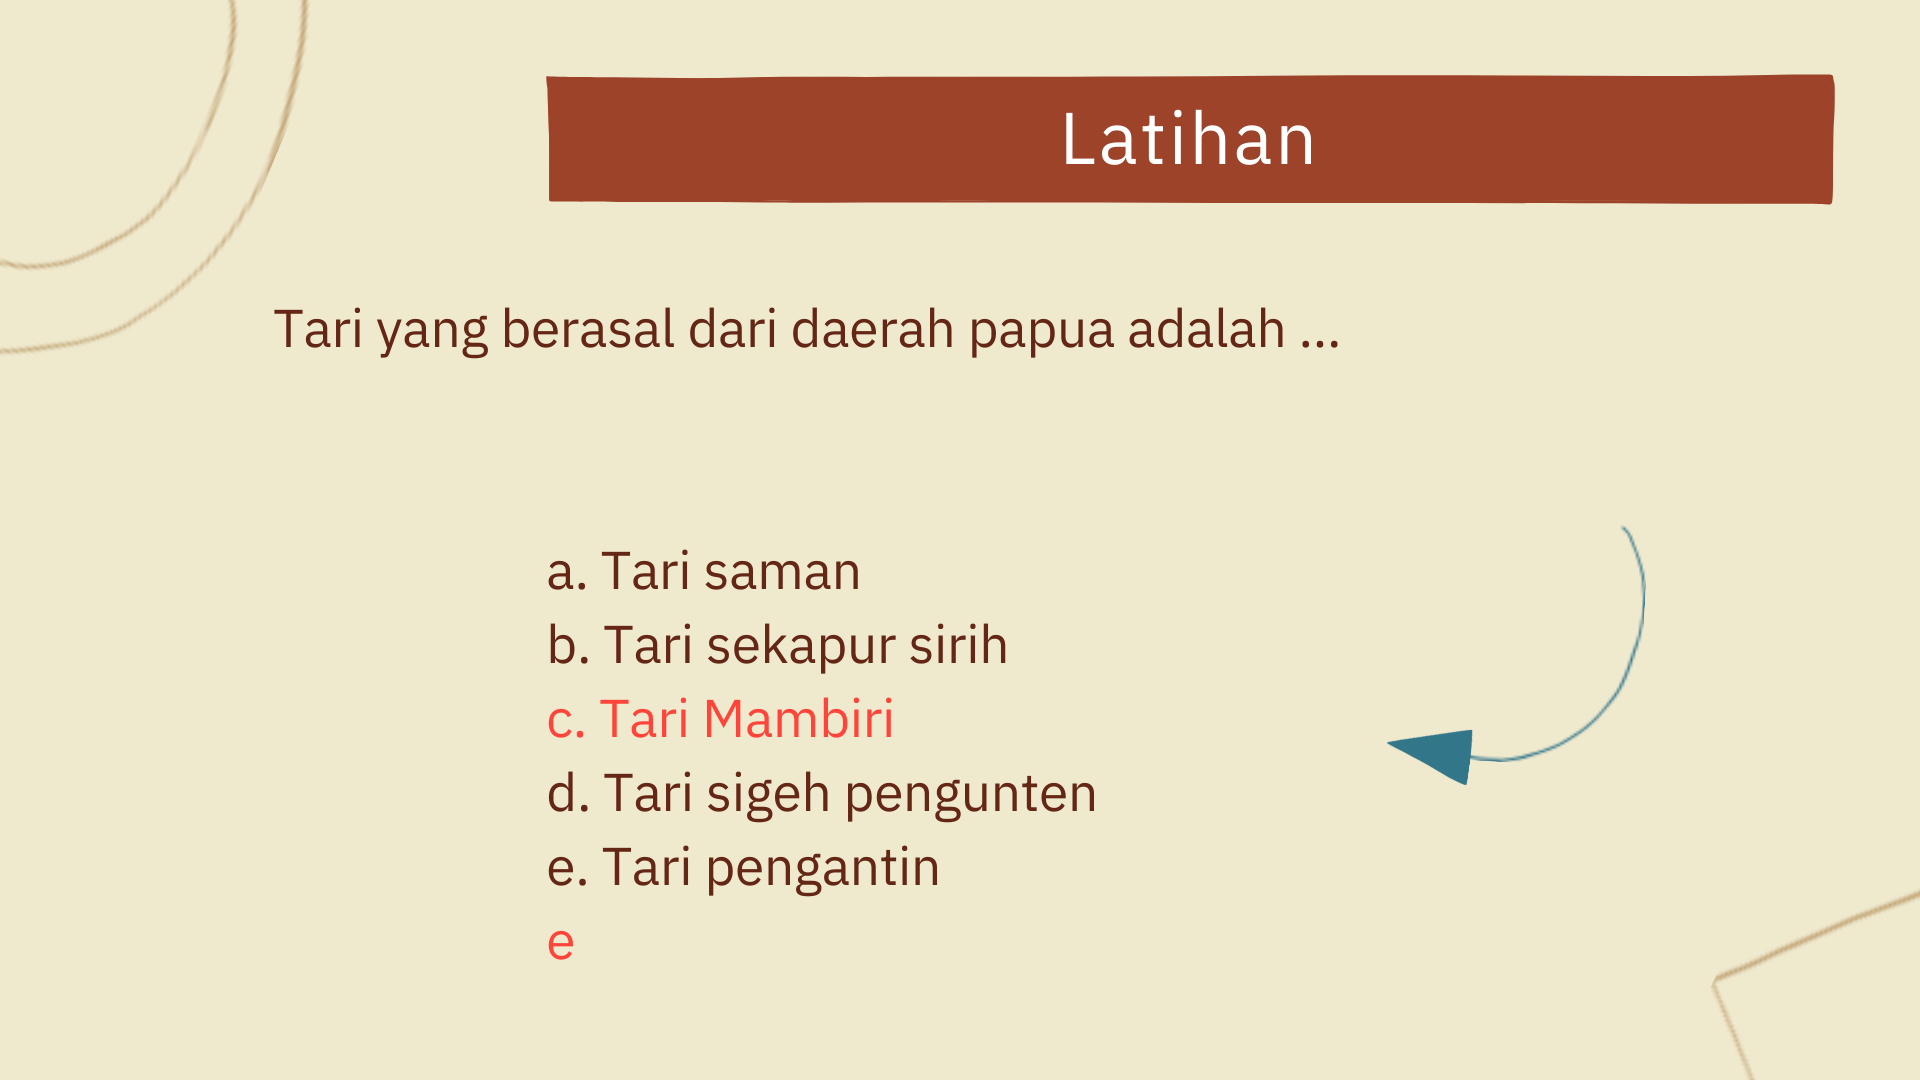 Latihan
Tari yang berasal dari daerah papua adalah ...
a. Tari saman
b. Tari sekapur sirih
c. Tari Mambiri
d. Tari sigeh pengunten
e. Tari pengantin
e